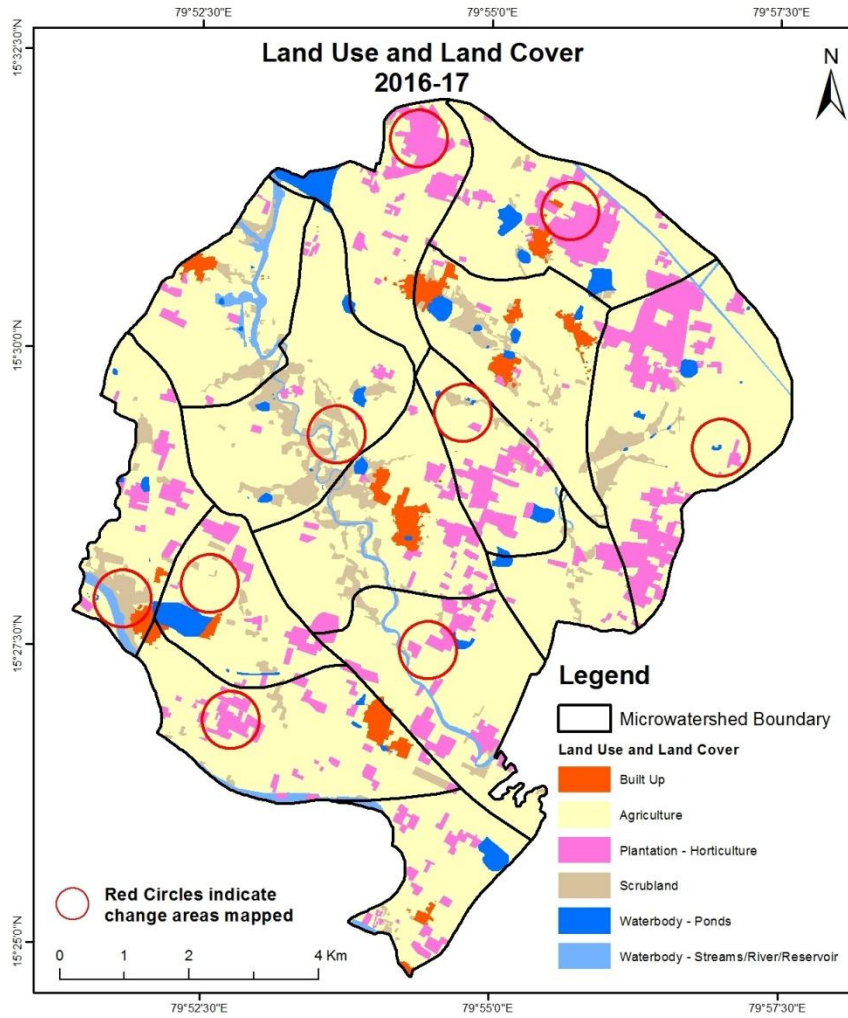 79°52'30"E 79°55'0"E 79°57'30"E
15°32'30"N
Land Use and Land Cover
2016-17
N
15°30'0"N
15°27'30"N
Legend
Microwatershed Boundary
Land Use and Land Cover
Built Up
Agriculture
Plantation - Horticulture
Scrubland
Waterbody - Ponds
Waterbody - Streams/River/Reservoir
Red Circles indicate
change areas mapped
15°25'0"N
0 1 2 4 Km
79°52'30"E 79°55'0"E 79°57'30"E